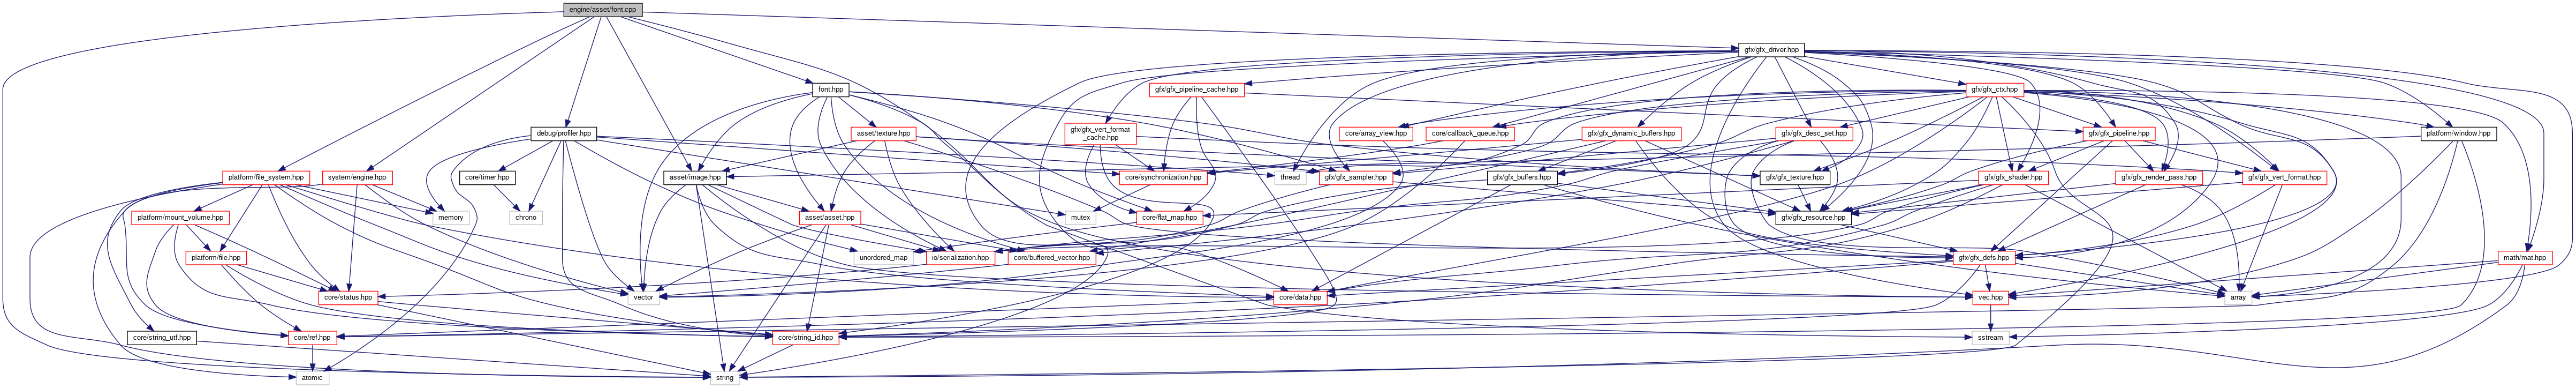 engine/asset/font.cpp
gfx/gfx_driver.hpp
font.hpp
gfx/gfx_pipeline_cache.hpp
gfx/gfx_ctx.hpp
debug/profiler.hpp
asset/texture.hpp
gfx/gfx_vert_format
_cache.hpp
core/array_view.hpp
core/callback_queue.hpp
gfx/gfx_dynamic_buffers.hpp
gfx/gfx_desc_set.hpp
gfx/gfx_pipeline.hpp
platform/window.hpp
platform/file_system.hpp
system/engine.hpp
core/timer.hpp
asset/image.hpp
core/synchronization.hpp
thread
gfx/gfx_sampler.hpp
gfx/gfx_buffers.hpp
gfx/gfx_texture.hpp
gfx/gfx_shader.hpp
gfx/gfx_render_pass.hpp
gfx/gfx_vert_format.hpp
platform/mount_volume.hpp
memory
chrono
mutex
asset/asset.hpp
core/flat_map.hpp
gfx/gfx_resource.hpp
platform/file.hpp
unordered_map
io/serialization.hpp
core/buffered_vector.hpp
gfx/gfx_defs.hpp
math/mat.hpp
core/status.hpp
vector
core/data.hpp
vec.hpp
array
core/string_utf.hpp
core/ref.hpp
core/string_id.hpp
sstream
atomic
string